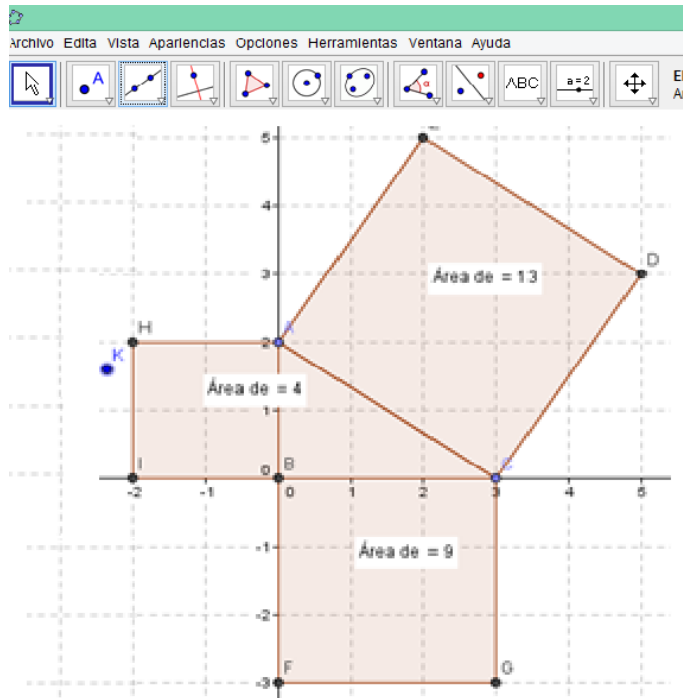 Archivo Edita Vista Apariencias Opciones Herramientas Ventana Ayuda
A
α
ABC
a=2
El
5
4
D
3
Área de = 13
H
2
A
K
Área de = 4
1
I
0
B
C
-2
-1
0
1
2
3
4
5
-1
Área de = 9
-2
F
-3
G